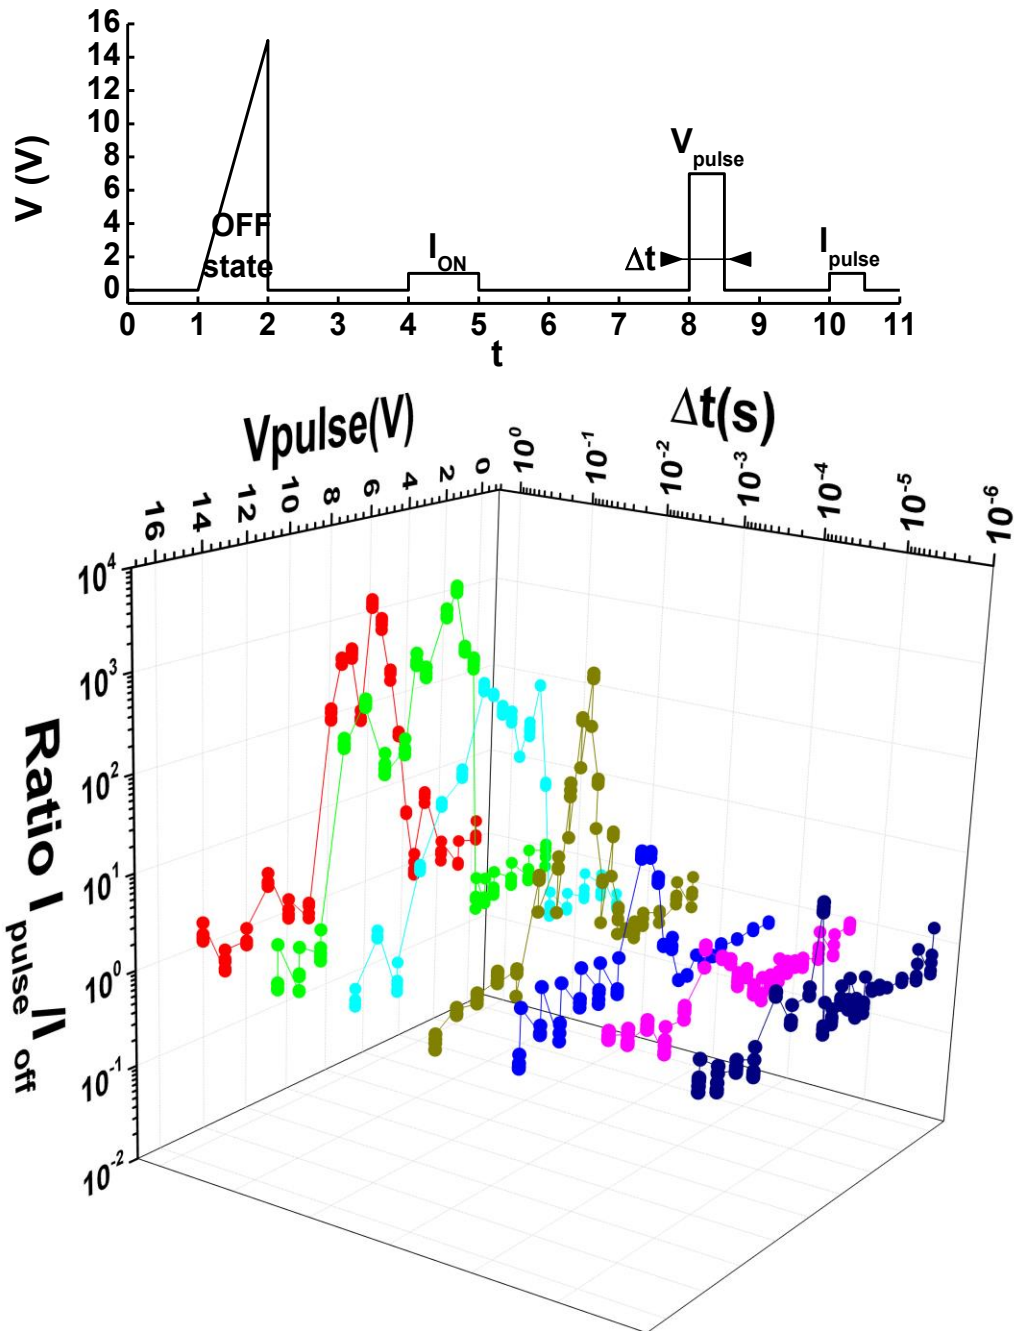 16
14
12
10
8
6
4
2
0
V (V)
OFF
state
I ON
V pulse
Δt
I pulse
0 1 2 3 4 5 6 7 8 9 10 11
t
Vpulse(V)
Δt(s)
16 14 12 10 8 6 4 2 0
10^0 10^-1 10^-2 10^-3 10^-4 10^-5 10^-6
10^4
10^3
10^2
10^1
10^0
10^-1
10^-2
Ratio I pulse /I off